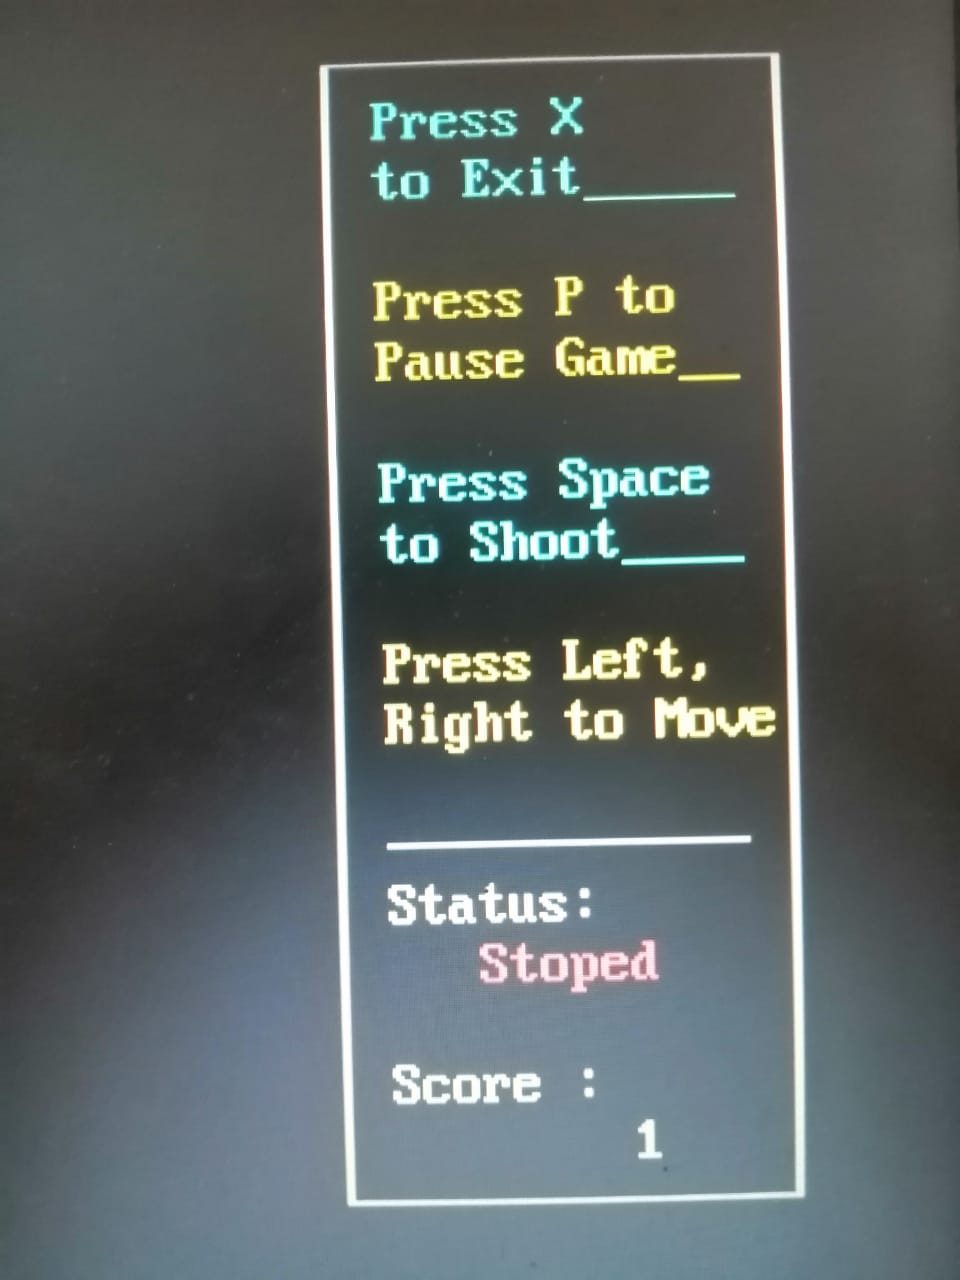 Press X
to Exit_____
Press P to
Pause Game__
Press Space
to Shoot____
Press Left,
Right to Move
____________
Status:
Stoped
Score :
1